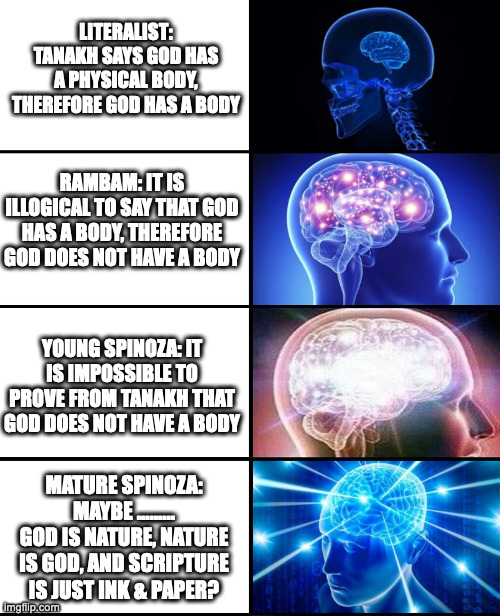 LITERALIST:
TANAKH SAYS GOD HAS
A PHYSICAL BODY,
THEREFORE GOD HAS A BODY
RAMBAM: IT IS
ILLOGICAL TO SAY THAT GOD
HAS A BODY, THEREFORE
GOD DOES NOT HAVE A BODY
YOUNG SPINOZA: IT
IS IMPOSSIBLE TO
PROVE FROM TANAKH THAT
GOD DOES NOT HAVE A BODY
MATURE SPINOZA:
MAYBE .........
GOD IS NATURE, NATURE
IS GOD, AND SCRIPTURE
IS JUST INK & PAPER?
imgflip.com